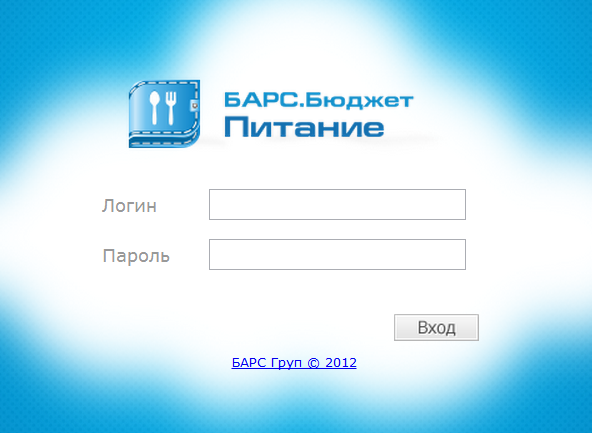 БАРС.Бюджет
Питание
Логин
Пароль
Вход
БАРС Груп © 2012